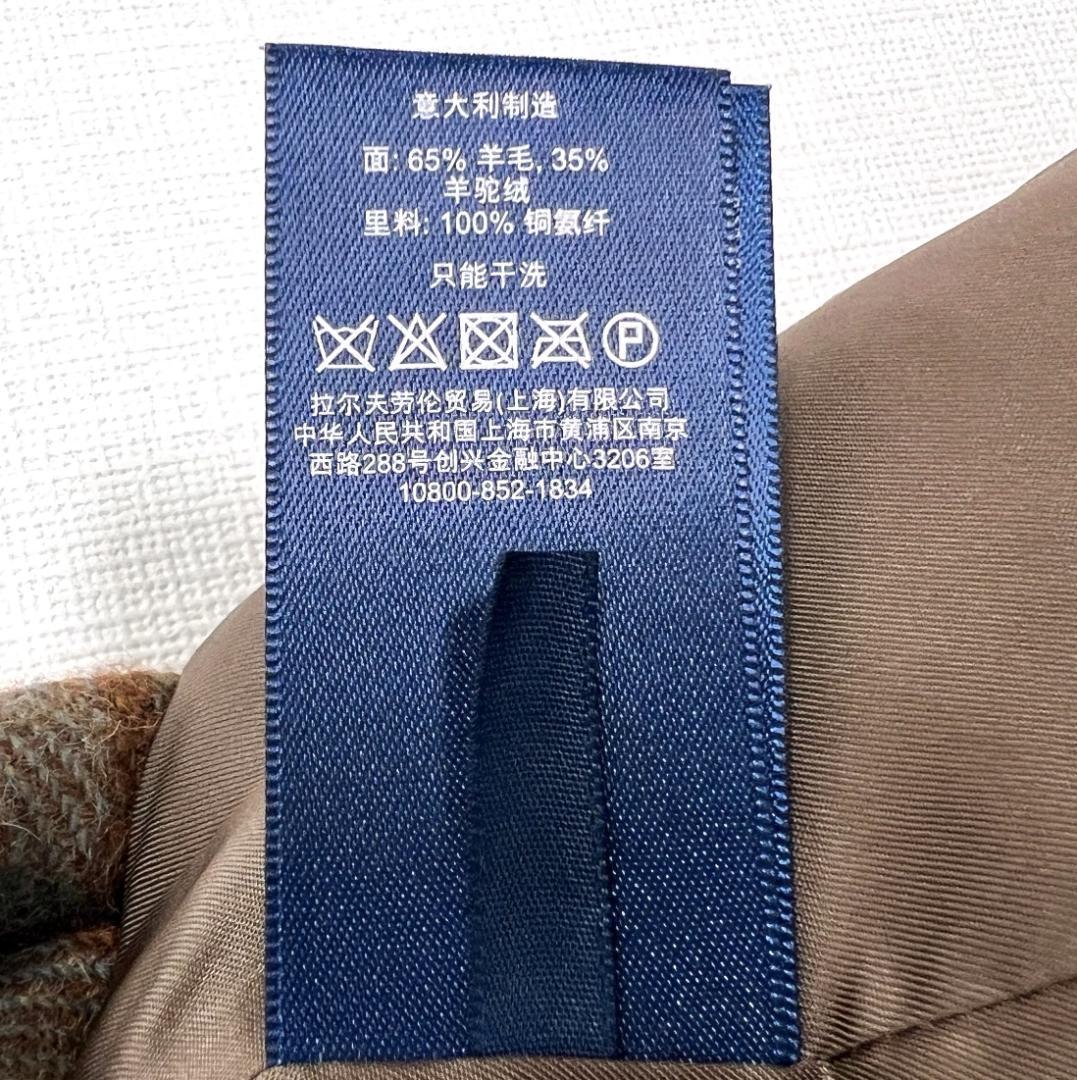 意大利制造
面: 65% 羊毛, 35%
羊驼绒
里料: 100% 铜氨纤
只能干洗
P
拉尔夫劳伦贸易(上海)有限公司
中华人民共和国上海市黄浦区南京
西路288号创兴金融中心3206室
10800-852-1834